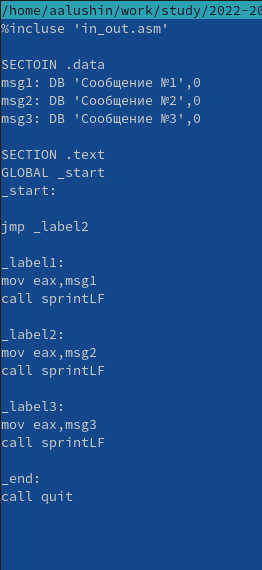 /home/aalushin/work/study/2022-20
%incluse 'in_out.asm'
SECTOIN .data
msg1: DB 'Сообщение №1',0
msg2: DB 'Сообщение №2',0
msg3: DB 'Сообщение №3',0
SECTION .text
GLOBAL _start
_start:
jmp _label2
_label1:
mov eax,msg1
call sprintLF
_label2:
mov eax,msg2
call sprintLF
_label3:
mov eax,msg3
call sprintLF
_end:
call quit